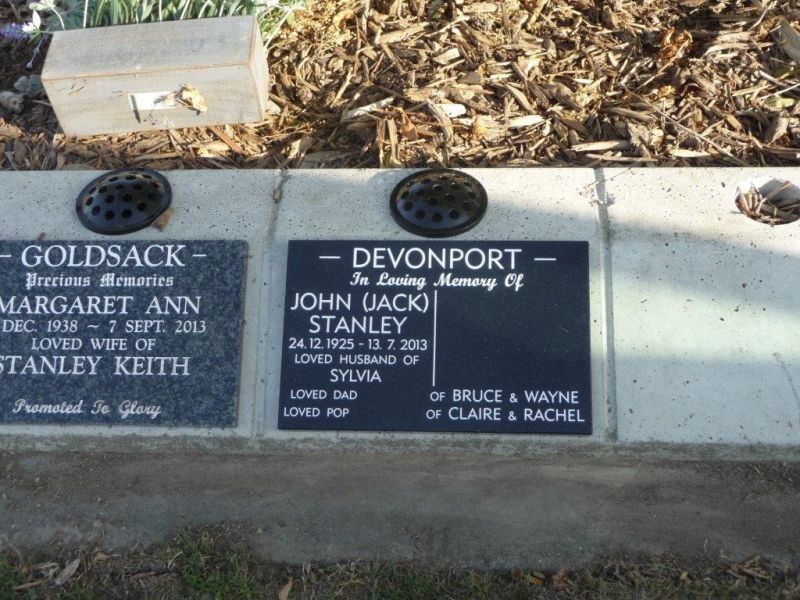 – GOLDSACK –
Precious Memories
MARGARET ANN
DEC. 1938 ~ 7 SEPT. 2013
LOVED WIFE OF
STANLEY KEITH
Promoted To Glory
– DEVONPORT –
In Loving Memory Of
JOHN (JACK)
STANLEY
24.12.1925 - 13.7.2013
LOVED HUSBAND OF
SYLVIA
LOVED DAD OF BRUCE & WAYNE
LOVED POP OF CLAIRE & RACHEL